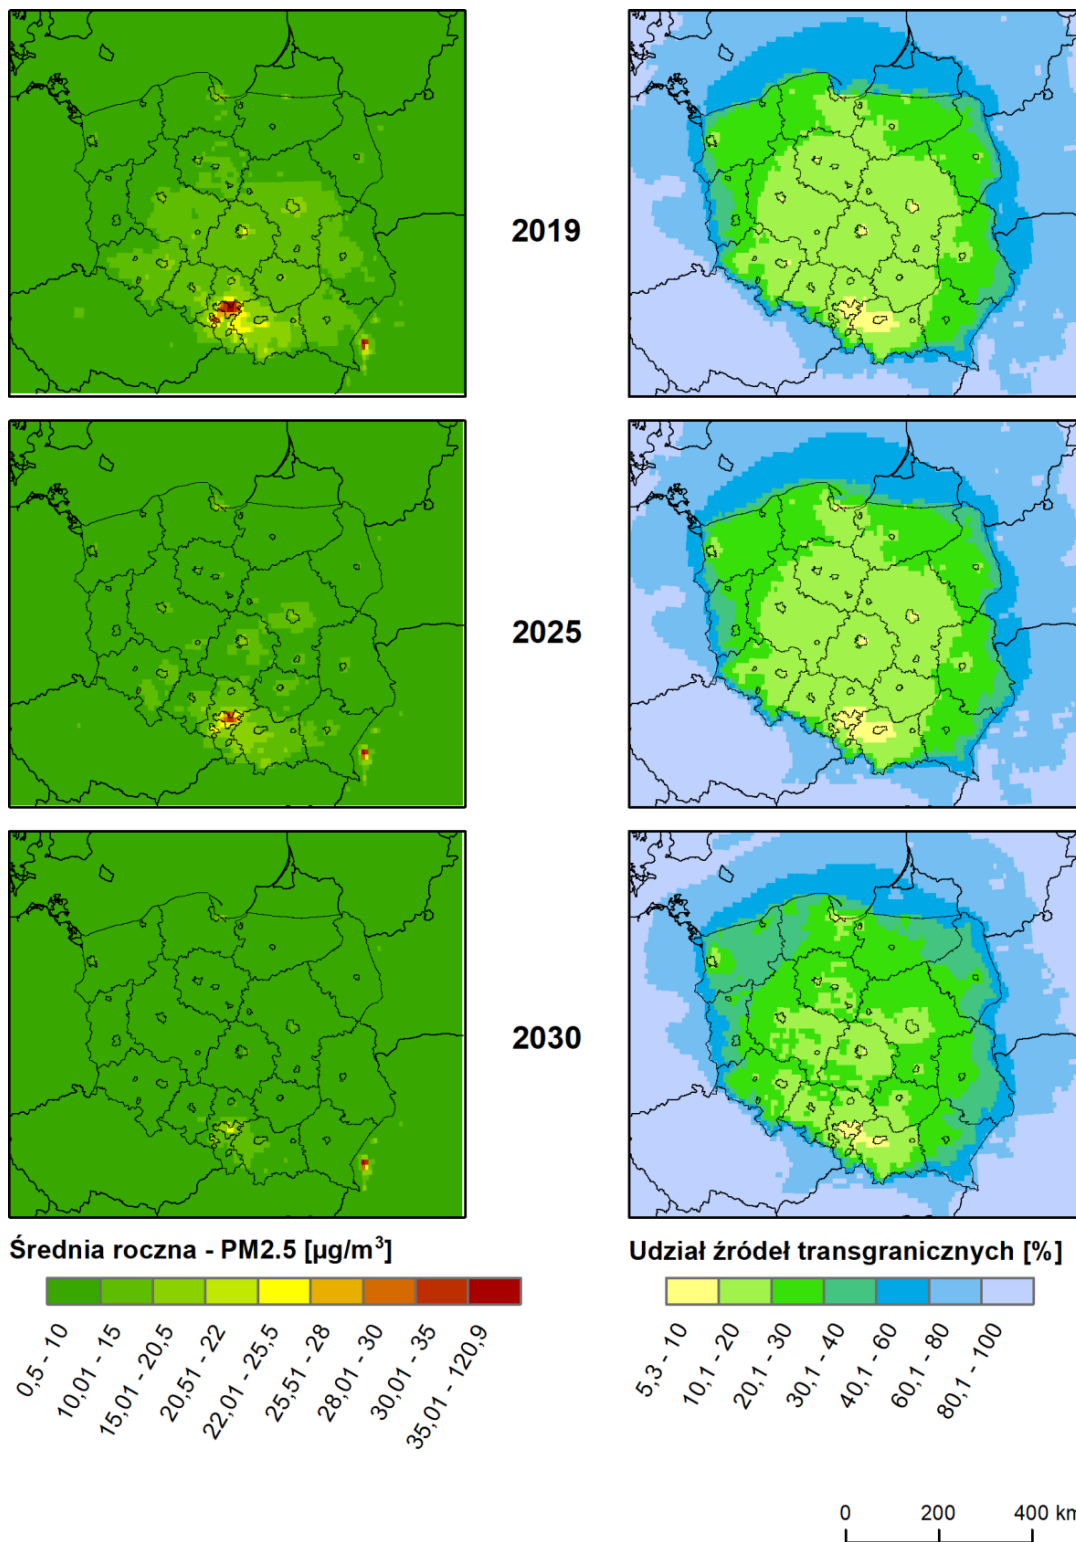 2019
2025
2030
Średnia roczna - PM2.5 [µg/m³]
0,5 - 10
10,01 - 15
15,01 - 20,5
20,51 - 22
22,01 - 25,5
25,51 - 28
28,01 - 30
30,01 - 35
35,01 - 120,9
Udział źródeł transgranicznych [%]
5,3 - 10
10,1 - 20
20,1 - 30
30,1 - 40
40,1 - 60
60,1 - 80
80,1 - 100
0 200 400 km